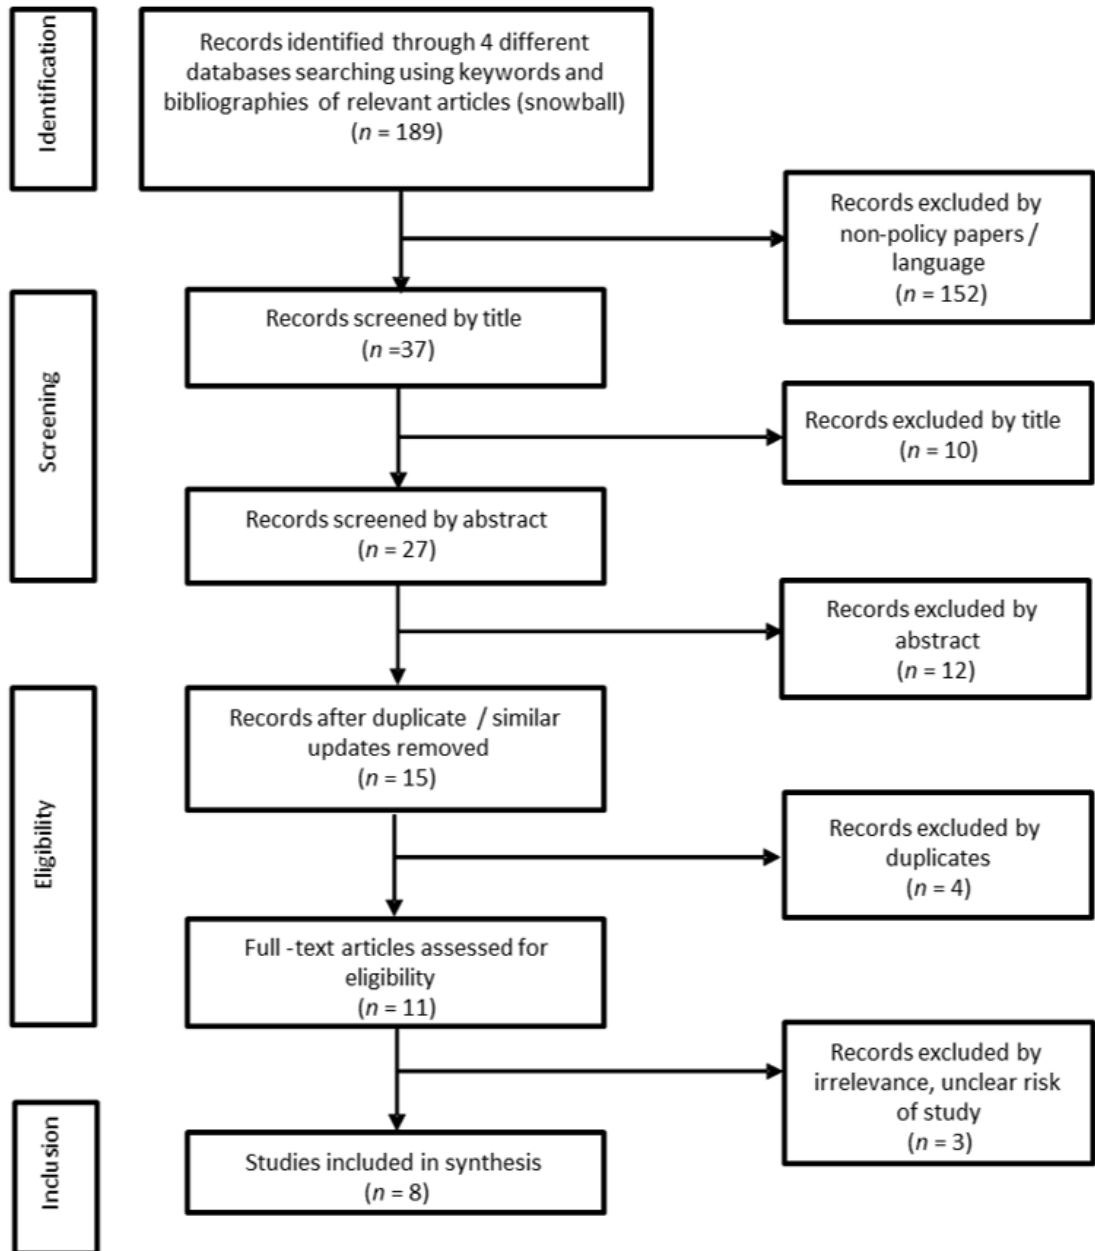 Identification
Records identified through 4 different
databases searching using keywords and
bibliographies of relevant articles (snowball)
(n = 189)
Records excluded by
non-policy papers /
language
(n = 152)
Screening
Records screened by title
(n =37)
Records excluded by title
(n = 10)
Records screened by abstract
(n = 27)
Records excluded by
abstract
(n = 12)
Eligibility
Records after duplicate / similar
updates removed
(n = 15)
Records excluded by
duplicates
(n = 4)
Full -text articles assessed for
eligibility
(n = 11)
Records excluded by
irrelevance, unclear risk
of study
(n = 3)
Inclusion
Studies included in synthesis
(n = 8)